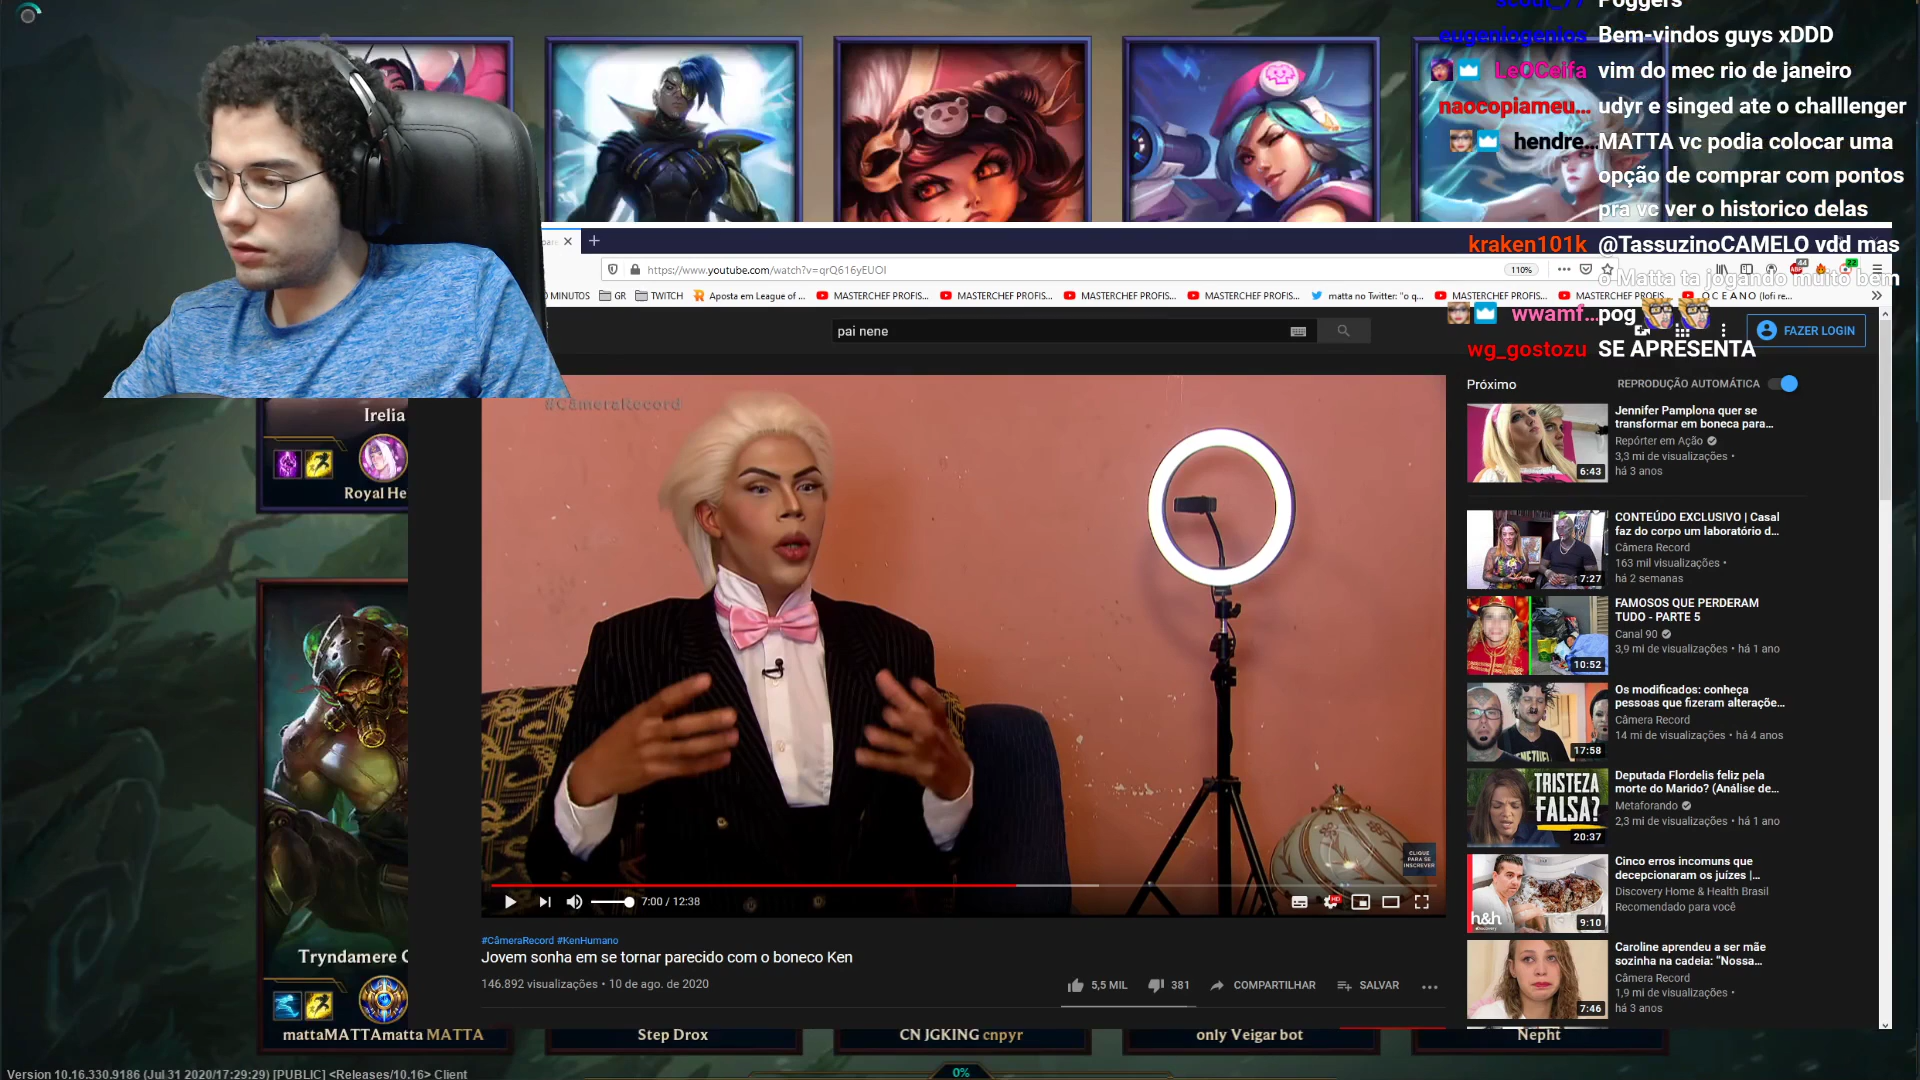 Poggers
eugeniogenios Bem-vindos guys xDDD
LeOCeifa vim do mec rio de janeiro
naocopiameu... udyr e singed ate o challlenger
hendre... MATTA vc podia colocar uma
opção de comprar com pontos
pra vc ver o historico delas
kraken101k @TassuzinoCAMELO vdd mas
o Matta ta jogando muito bem
wwamf... pog
wg_gostozu SE APRESENTA
https://www.youtube.com/watch?v=qrQ616yEUOI
110%
44
22
MINUTOS
GR
TWITCH
Aposta em League of ...
MASTERCHEF PROFIS...
MASTERCHEF PROFIS...
MASTERCHEF PROFIS...
MASTERCHEF PROFIS...
matta no Twitter: "o q...
MASTERCHEF PROFIS...
MASTERCHEF PROFIS...
O C E A N O (lofi re...
pai nene
FAZER LOGIN
#CâmeraRecord
CLIQUE
PARA SE
INSCREVER
7:00 / 12:38
HD
#CâmeraRecord #KenHumano
Jovem sonha em se tornar parecido com o boneco Ken
146.892 visualizações • 10 de ago. de 2020
5,5 MIL
381
COMPARTILHAR
SALVAR
Próximo
REPRODUÇÃO AUTOMÁTICA
Jennifer Pamplona quer se
transformar em boneca para...
Repórter em Ação
3,3 mi de visualizações •
há 3 anos
6:43
CONTEÚDO EXCLUSIVO | Casal
faz do corpo um laboratório d...
Câmera Record
163 mil visualizações •
há 2 semanas
7:27
FAMOSOS QUE PERDERAM
TUDO - PARTE 5
Canal 90
3,9 mi de visualizações • há 1 ano
10:52
Os modificados: conheça
pessoas que fizeram alteraçõe...
Câmera Record
14 mi de visualizações • há 4 anos
17:58
Deputada Flordelis feliz pela
morte do Marido? (Análise de...
Metaforando
2,3 mi de visualizações • há 1 ano
TRISTEZA
FALSA?
20:37
Cinco erros incomuns que
decepcionaram os juízes |...
Discovery Home & Health Brasil
Recomendado para você
h&h
9:10
Caroline aprendeu a ser mãe
sozinha na cadeia: "Nossa...
Câmera Record
1,9 mi de visualizações •
há 3 anos
7:46
Irelia
Royal He
Tryndamere
mattaMATTAmatta MATTA
Step Drox
CN JGKING cnpyr
only Veigar bot
Nepht
0%
Version 10.16.330.9186 (Jul 31 2020/17:29:29) [PUBLIC] <Releases/10.16> Client